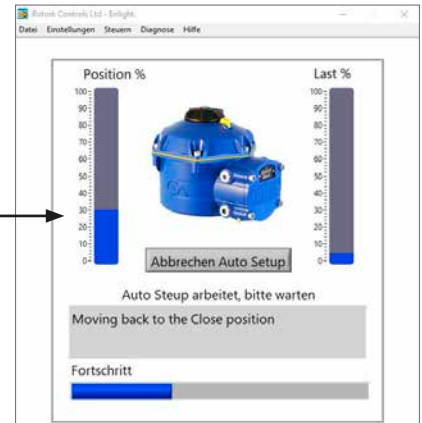 Rotork Controls Ltd - Enlight.
Datei Einstellungen Steuern Diagnose Hilfe
Position % Last %
100 100
90 90
80 80
70 70
60 60
50 50
40 40
30 30
20 20
10 10
0 0
Abbrechen Auto Setup
Auto Steup arbeitet, bitte warten
Moving back to the Close position
Fortschritt